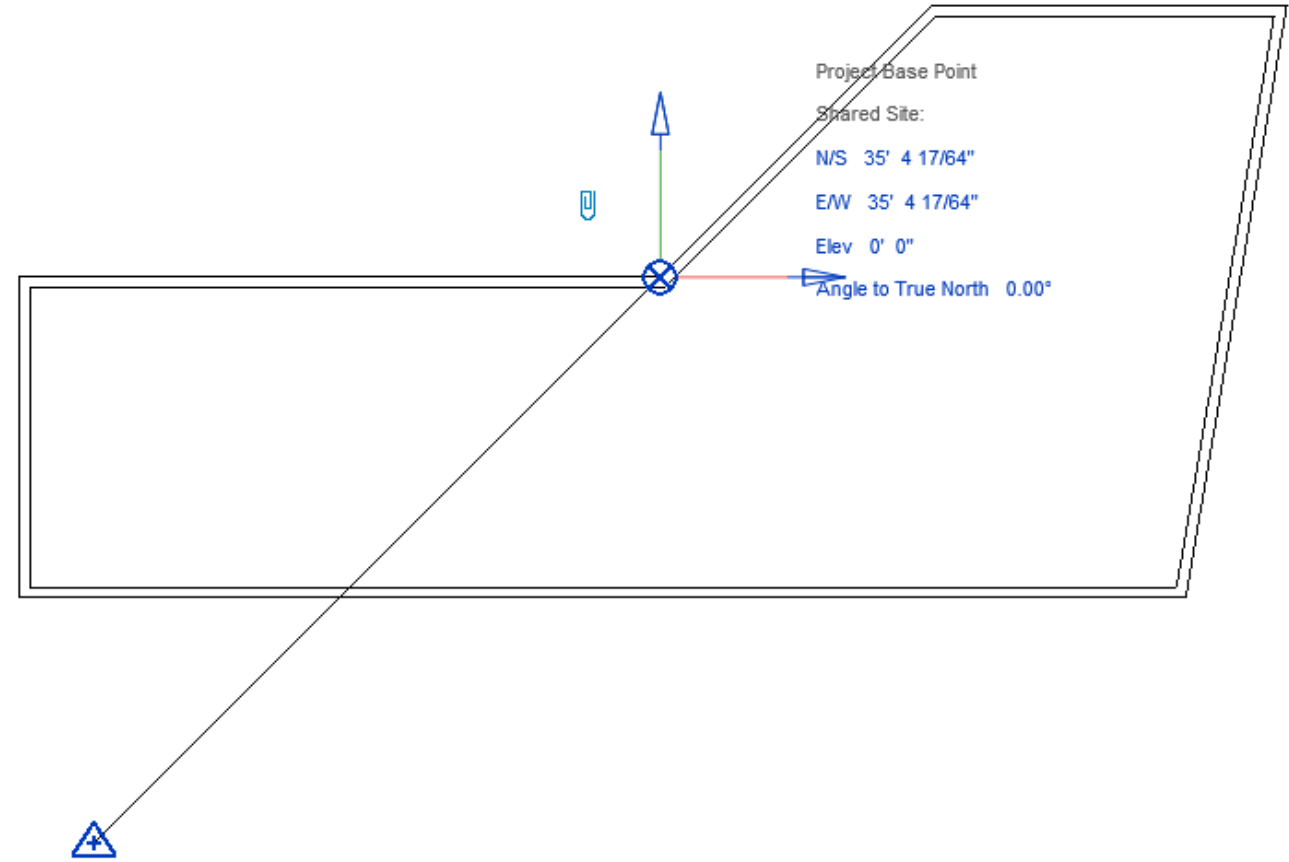 Project Base Point
Shared Site:
N/S 35' 4 17/64"
E/W 35' 4 17/64"
Elev 0' 0"
Angle to True North 0.00°